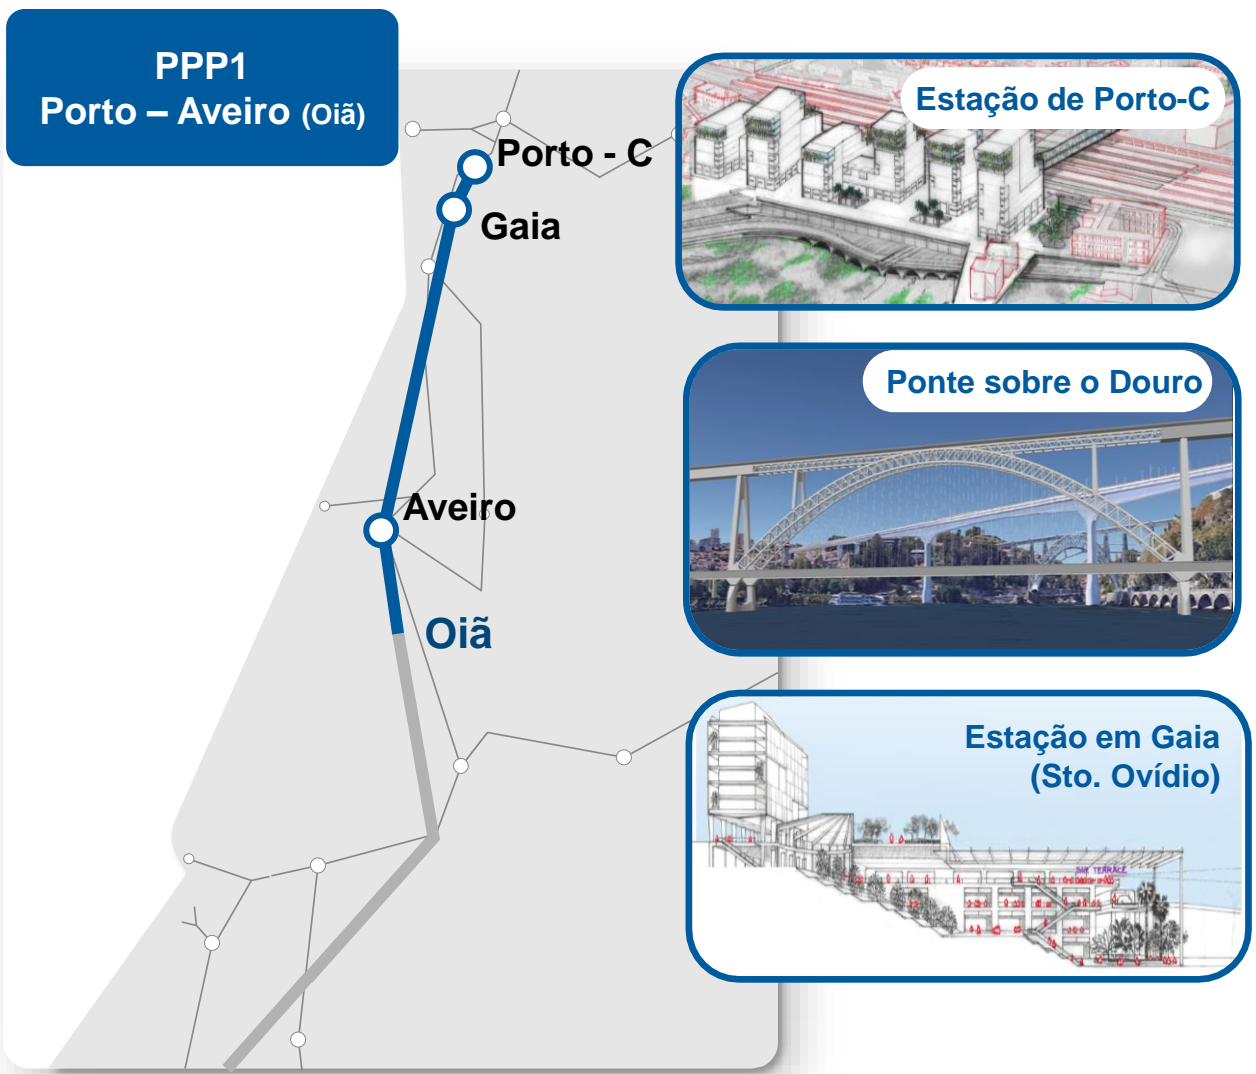 PPP1
Porto – Aveiro (Oiã)
Porto - C
Gaia
Aveiro
Oiã
Estação de Porto-C
Ponte sobre o Douro
Estação em Gaia
(Sto. Ovídio)
TERRACE